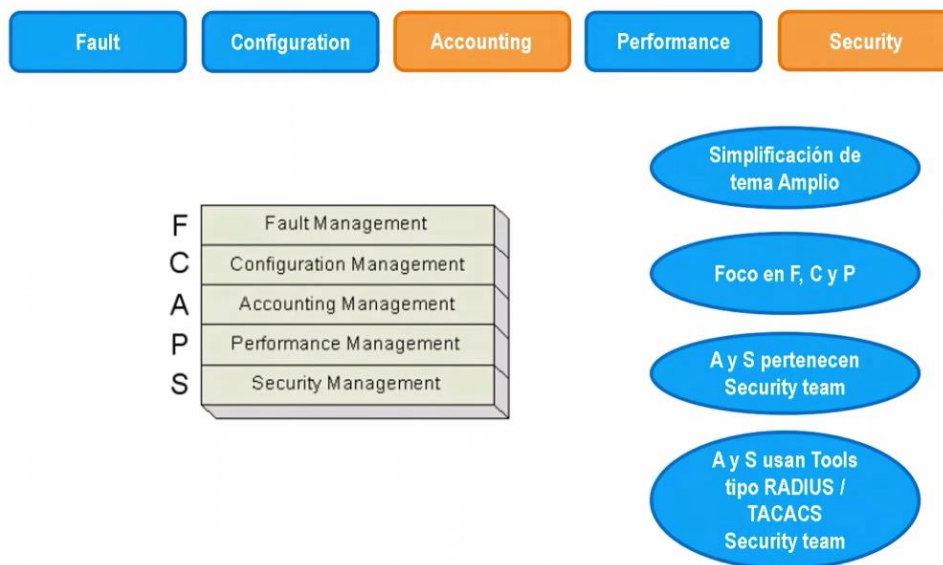 Fault
Configuration
Accounting
Performance
Security
F
Fault Management
C
Configuration Management
A
Accounting Management
P
Performance Management
S
Security Management
Simplificación de
tema Amplio
Foco en F, C y P
A y S pertenecen
Security team
A y S usan Tools
tipo RADIUS /
TACACS
Security team